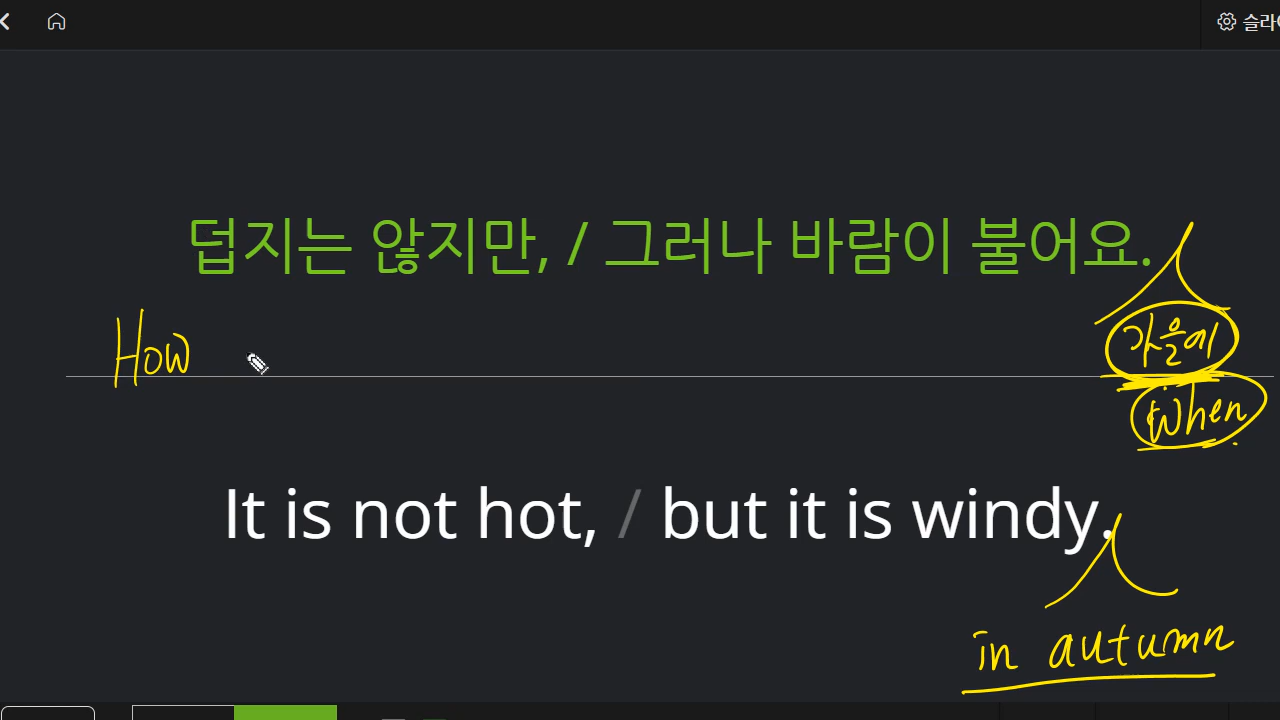 슬라
덥지는 않지만, / 그러나 바람이 불어요.
가을에
How
When
It is not hot, / but it is windy.
in autumn